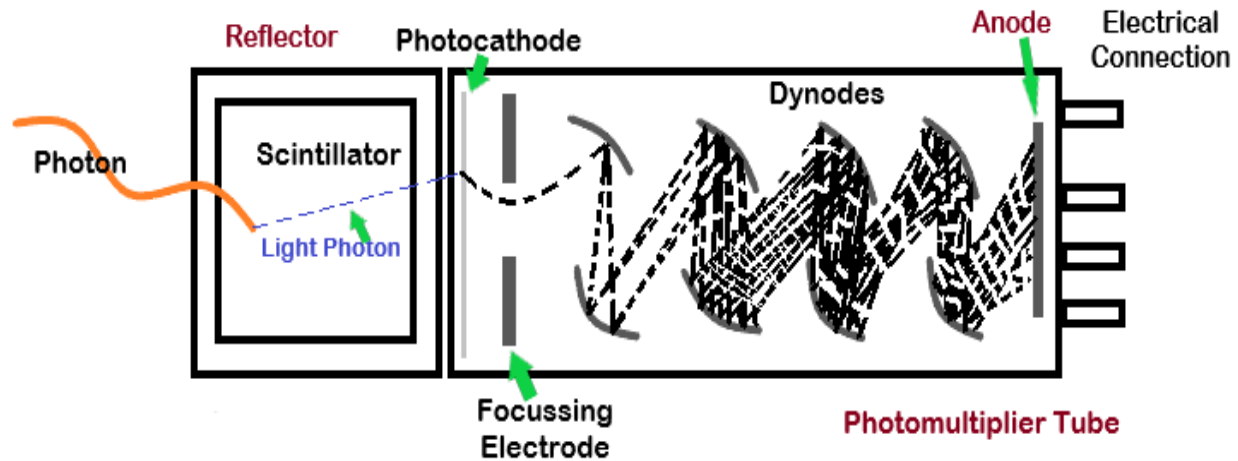 Reflector
Photocathode
Anode
Electrical
Connection
Dynodes
Photon
Scintillator
Light Photon
Focussing
Electrode
Photomultiplier Tube